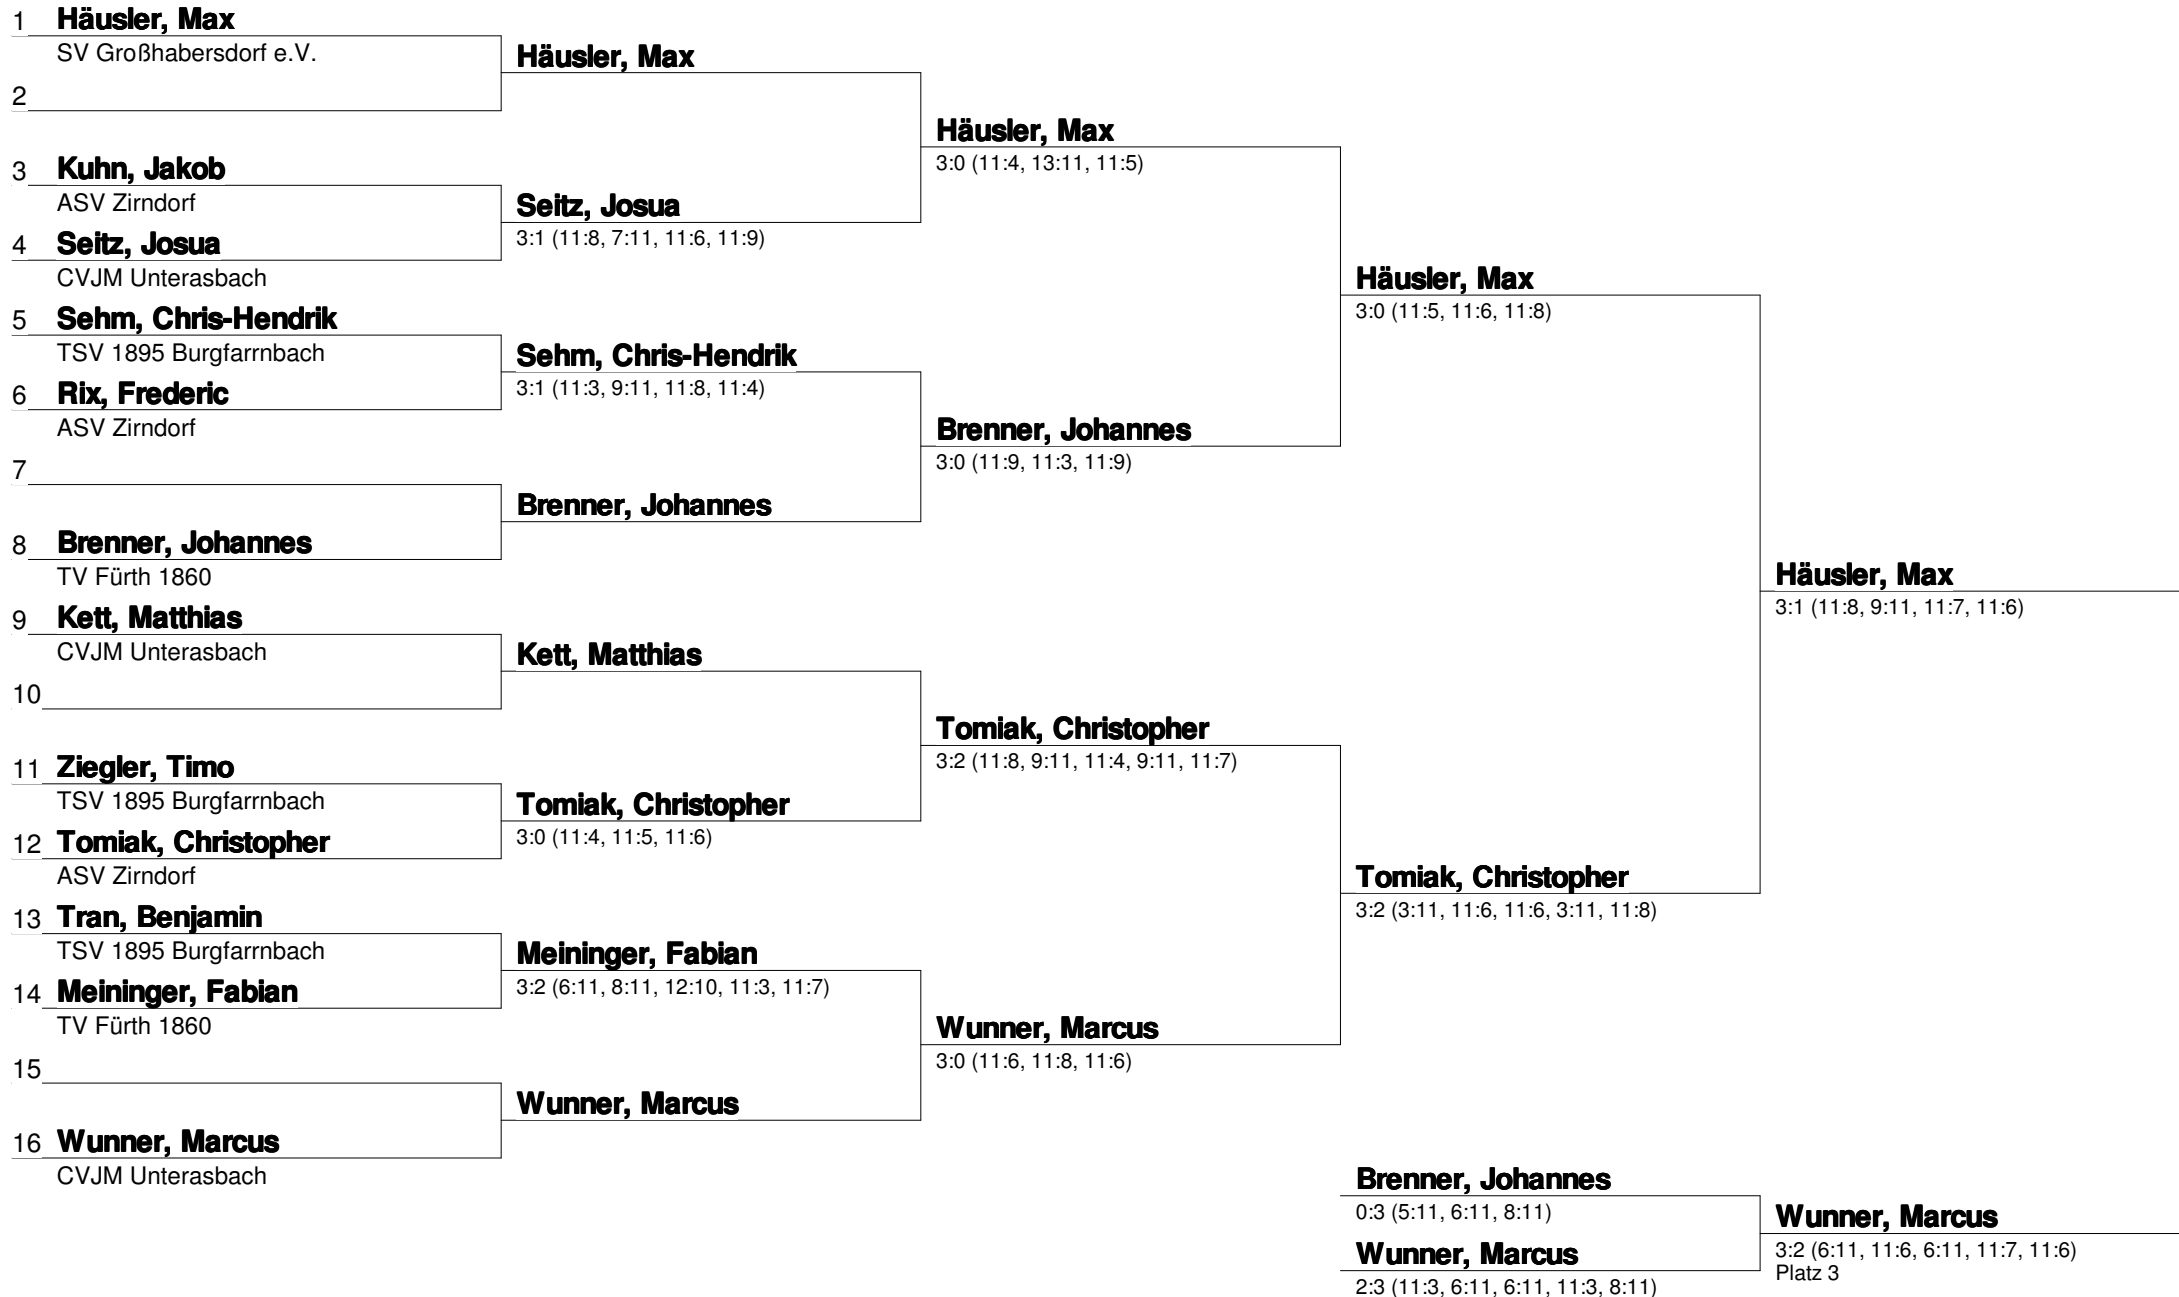 1 Häusler, Max
SV Großhabersdorf e.V.
2
3 Kuhn, Jakob
ASV Zirndorf
4 Seitz, Josua
CVJM Unterasbach
5 Sehm, Chris-Hendrik
TSV 1895 Burgfarrnbach
6 Rix, Frederic
ASV Zirndorf
7
8 Brenner, Johannes
TV Fürth 1860
9 Kett, Matthias
CVJM Unterasbach
10
11 Ziegler, Timo
TSV 1895 Burgfarrnbach
12 Tomiak, Christopher
ASV Zirndorf
13 Tran, Benjamin
TSV 1895 Burgfarrnbach
14 Meininger, Fabian
TV Fürth 1860
15
16 Wunner, Marcus
CVJM Unterasbach
Häusler, Max
Seitz, Josua
3:1 (11:8, 7:11, 11:6, 11:9)
Sehm, Chris-Hendrik
3:1 (11:3, 9:11, 11:8, 11:4)
Brenner, Johannes
Kett, Matthias
Tomiak, Christopher
3:0 (11:4, 11:5, 11:6)
Meininger, Fabian
3:2 (6:11, 8:11, 12:10, 11:3, 11:7)
Wunner, Marcus
Häusler, Max
3:0 (11:4, 13:11, 11:5)
Brenner, Johannes
3:0 (11:9, 11:3, 11:9)
Tomiak, Christopher
3:2 (11:8, 9:11, 11:4, 9:11, 11:7)
Wunner, Marcus
3:0 (11:6, 11:8, 11:6)
Häusler, Max
3:0 (11:5, 11:6, 11:8)
Tomiak, Christopher
3:2 (3:11, 11:6, 11:6, 3:11, 11:8)
Häusler, Max
3:1 (11:8, 9:11, 11:7, 11:6)
Brenner, Johannes
0:3 (5:11, 6:11, 8:11)
Wunner, Marcus
2:3 (11:3, 6:11, 6:11, 11:3, 8:11)
Wunner, Marcus
3:2 (6:11, 11:6, 6:11, 11:7, 11:6)
Platz 3